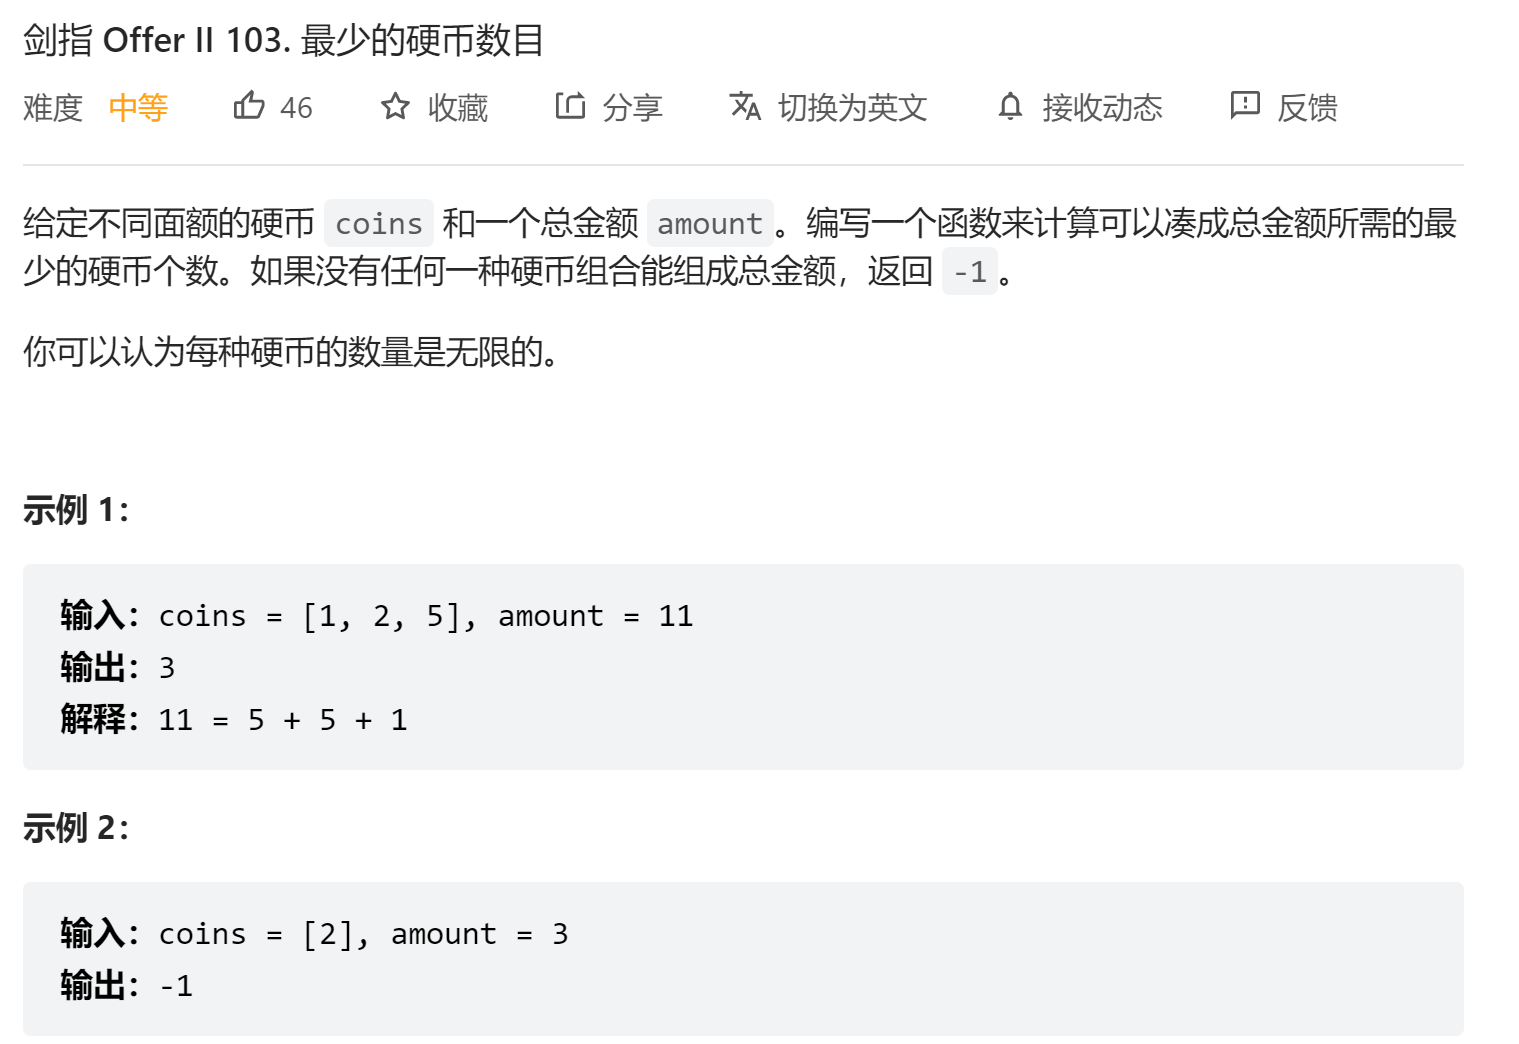 剑指 Offer II 103. 最少的硬币数目
难度 中等 46 收藏 分享 切换为英文 接收动态 反馈
给定不同面额的硬币 coins 和一个总金额 amount。编写一个函数来计算可以凑成总金额所需的最
少的硬币个数。如果没有任何一种硬币组合能组成总金额，返回 -1。
你可以认为每种硬币的数量是无限的。
示例 1：
输入：coins = [1, 2, 5], amount = 11
输出：3
解释：11 = 5 + 5 + 1
示例 2：
输入：coins = [2], amount = 3
输出：-1